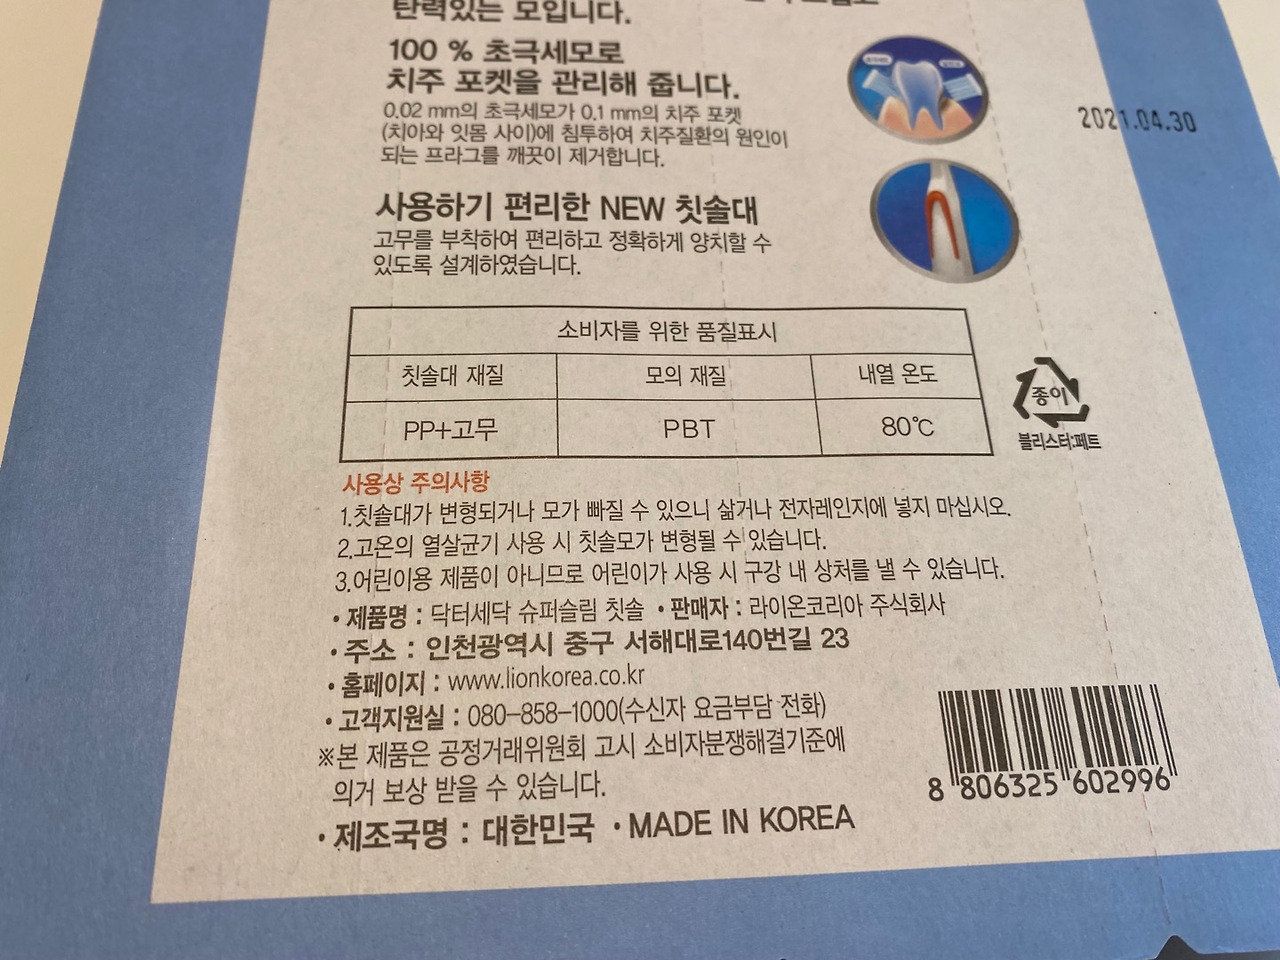 탄력있는 모입니다.
100 % 초극세모로
치주 포켓을 관리해 줍니다.
0.02 mm의 초극세모가 0.1 mm의 치주 포켓
(치아와 잇몸 사이)에 침투하여 치주질환의 원인이
되는 프라그를 깨끗이 제거합니다.
2021.04.30
사용하기 편리한 NEW 칫솔대
고무를 부착하여 편리하고 정확하게 양치할 수
있도록 설계하였습니다.
소비자를 위한 품질표시
칫솔대 재질 모의 재질 내열 온도
PP+고무 PBT 80℃
종이
블리스터:페트
사용상 주의사항
1.칫솔대가 변형되거나 모가 빠질 수 있으니 삶거나 전자레인지에 넣지 마십시오.
2.고온의 열살균기 사용 시 칫솔모가 변형될 수 있습니다.
3.어린이용 제품이 아니므로 어린이가 사용 시 구강 내 상처를 낼 수 있습니다.
• 제품명 : 닥터세닥 슈퍼슬림 칫솔 • 판매자 : 라이온코리아 주식회사
• 주소 : 인천광역시 중구 서해대로140번길 23
• 홈페이지 : www.lionkorea.co.kr
• 고객지원실 : 080-858-1000(수신자 요금부담 전화)
※본 제품은 공정거래위원회 고시 소비자분쟁해결기준에
의거 보상 받을 수 있습니다.
• 제조국명 : 대한민국 • MADE IN KOREA
8 806325 602996